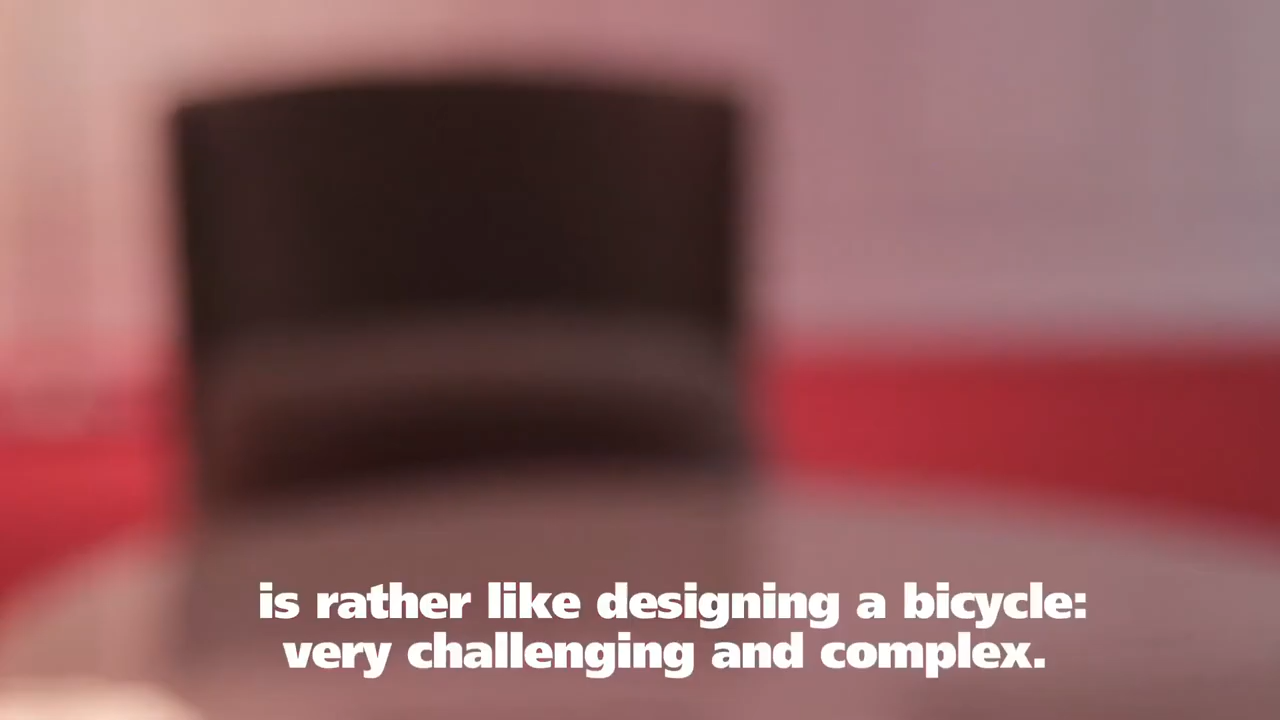 is rather like designing a bicycle:
very challenging and complex.